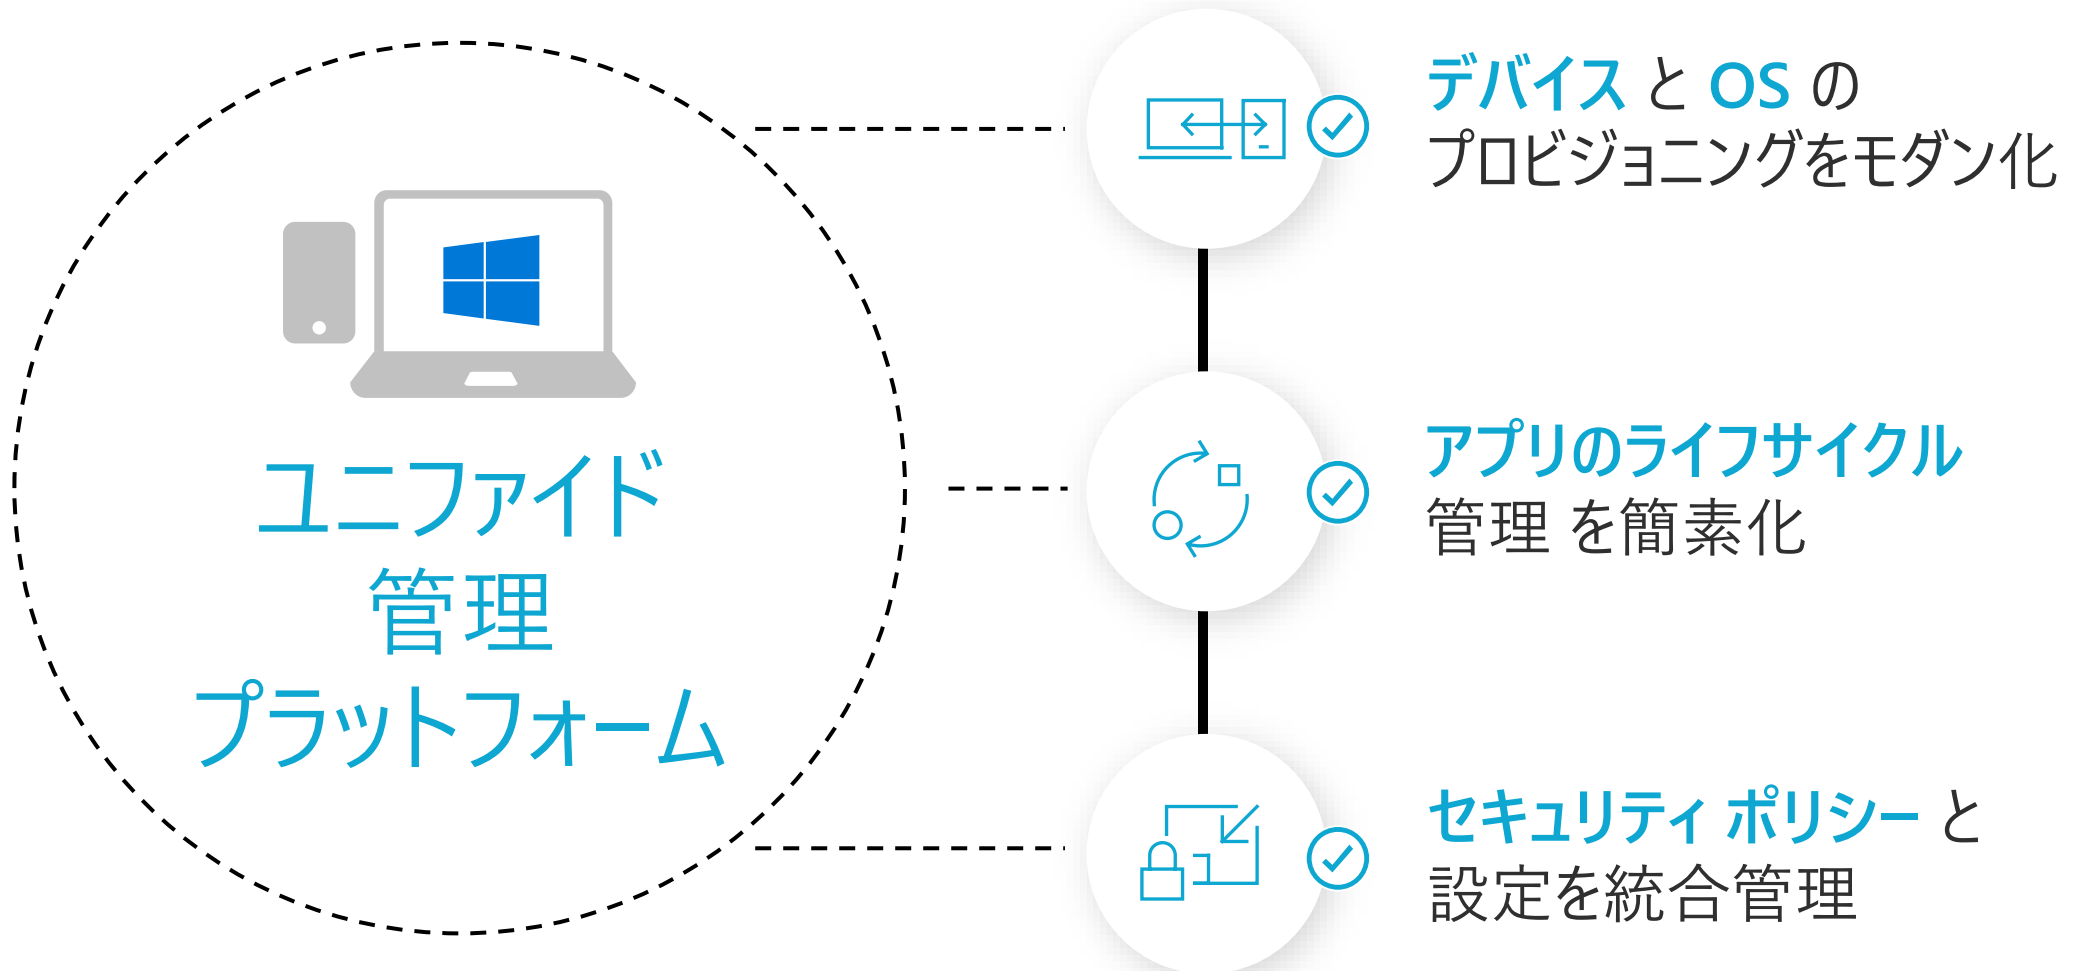 ユニファイド
管理
プラットフォーム
デバイス と OS の
プロビジョニングをモダン化
アプリのライフサイクル
管理 を簡素化
セキュリティ ポリシー と
設定を統合管理